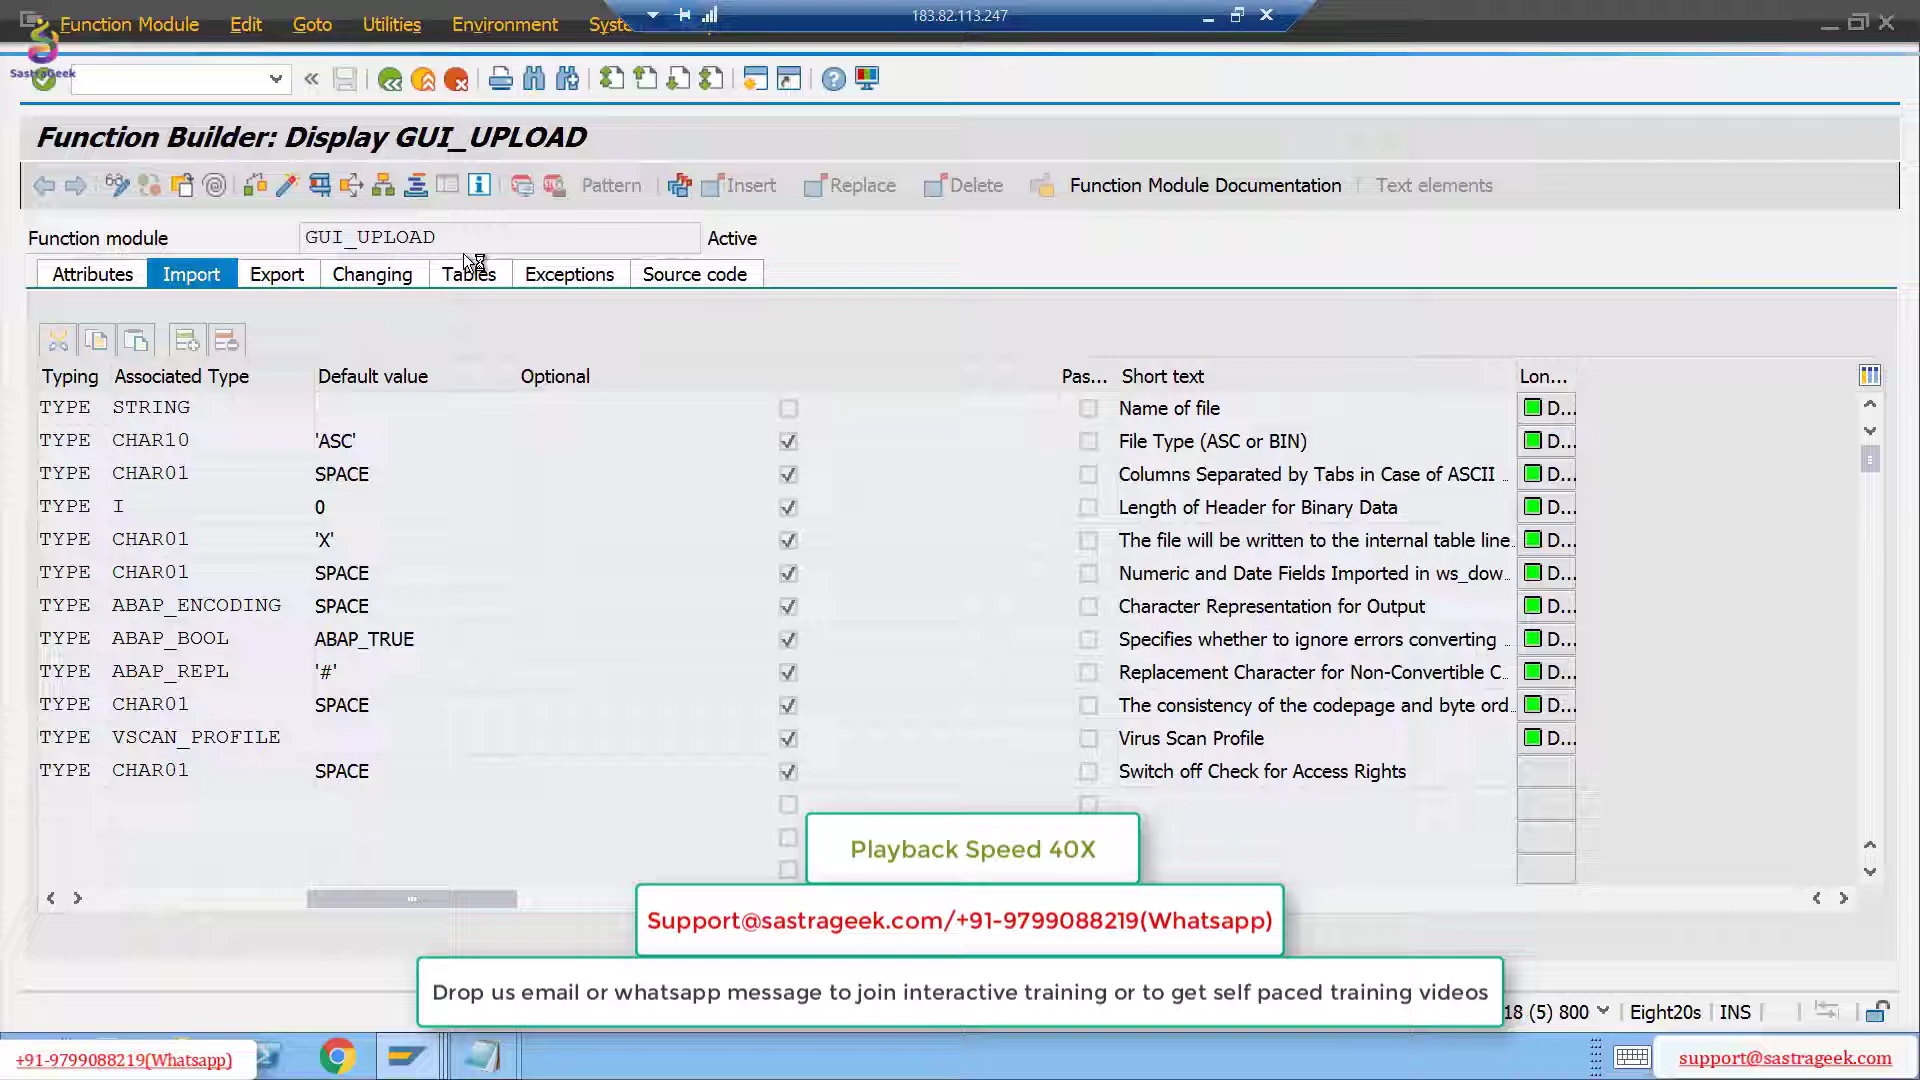 183.82.113.247
Function Module Edit Goto Utilities Environment Syste
SastraGeek
Function Builder: Display GUI_UPLOAD
Pattern Insert Replace Delete Function Module Documentation Text elements
Function module GUI_UPLOAD Active
Attributes Import Export Changing Tables Exceptions Source code
Typing Associated Type Default value Optional Pas... Short text Lon...
TYPE STRING Name of file D...
TYPE CHAR10 'ASC' File Type (ASC or BIN) D...
TYPE CHAR01 SPACE Columns Separated by Tabs in Case of ASCII .. D...
TYPE I 0 Length of Header for Binary Data D...
TYPE CHAR01 'X' The file will be written to the internal table line.. D...
TYPE CHAR01 SPACE Numeric and Date Fields Imported in ws_dow.. D...
TYPE ABAP_ENCODING SPACE Character Representation for Output D...
TYPE ABAP_BOOL ABAP_TRUE Specifies whether to ignore errors converting .. D...
TYPE ABAP_REPL '#' Replacement Character for Non-Convertible C.. D...
TYPE CHAR01 SPACE The consistency of the codepage and byte ord.. D...
TYPE VSCAN_PROFILE Virus Scan Profile D...
TYPE CHAR01 SPACE Switch off Check for Access Rights
Playback Speed 40X
Support@sastrageek.com/+91-9799088219(Whatsapp)
Drop us email or whatsapp message to join interactive training or to get self paced training videos
18 (5) 800 Eight20s INS
+91-9799088219(Whatsapp)
support@sastrageek.com